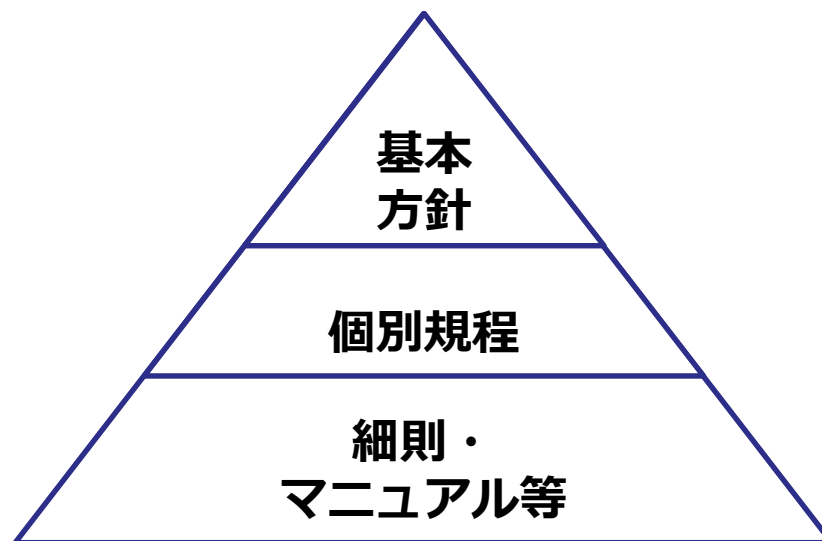 基本
方針
個別規程
細則・
マニュアル等